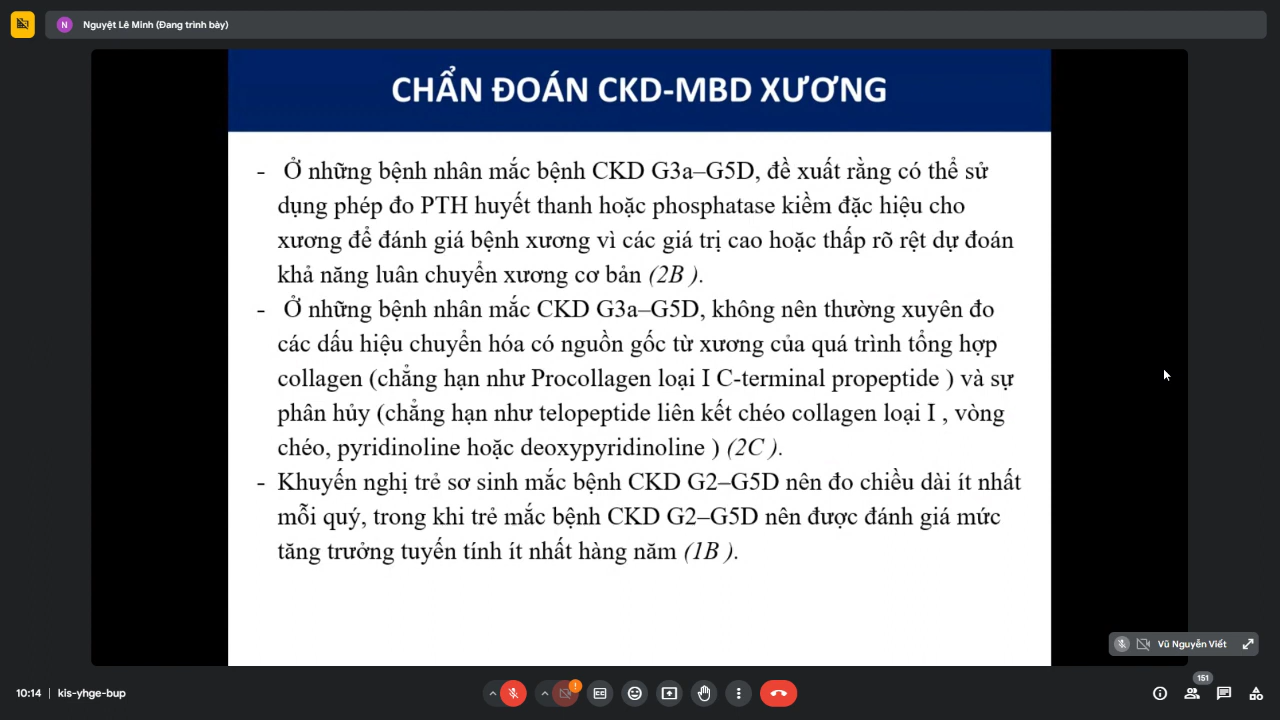 N Nguyệt Lê Minh (Đang trình bày)
CHẨN ĐOÁN CKD-MBD XƯƠNG
- Ở những bệnh nhân mắc bệnh CKD G3a–G5D, đề xuất rằng có thể sử
dụng phép đo PTH huyết thanh hoặc phosphatase kiềm đặc hiệu cho
xương để đánh giá bệnh xương vì các giá trị cao hoặc thấp rõ rệt dự đoán
khả năng luân chuyển xương cơ bản (2B ).
- Ở những bệnh nhân mắc CKD G3a–G5D, không nên thường xuyên đo
các dấu hiệu chuyển hóa có nguồn gốc từ xương của quá trình tổng hợp
collagen (chẳng hạn như Procollagen loại I C-terminal propeptide ) và sự
phân hủy (chẳng hạn như telopeptide liên kết chéo collagen loại I , vòng
chéo, pyridinoline hoặc deoxypyridinoline ) (2C ).
- Khuyến nghị trẻ sơ sinh mắc bệnh CKD G2–G5D nên đo chiều dài ít nhất
mỗi quý, trong khi trẻ mắc bệnh CKD G2–G5D nên được đánh giá mức
tăng trưởng tuyến tính ít nhất hàng năm (1B ).
Vũ Nguyễn Viết
10:14 | kis-yhge-bup
151